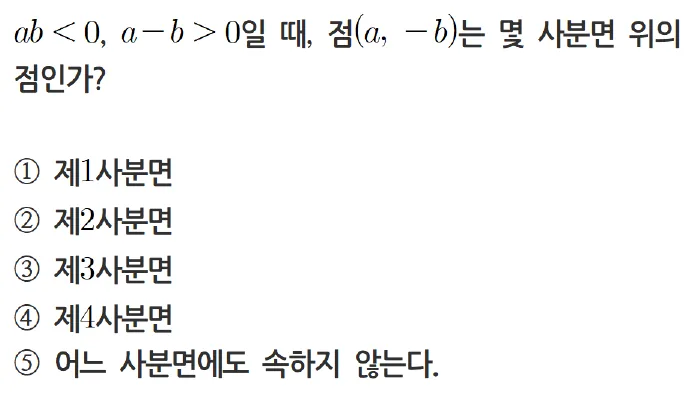 ab < 0, a－b > 0일 때, 점(a, －b)는 몇 사분면 위의
점인가?
① 제1사분면
② 제2사분면
③ 제3사분면
④ 제4사분면
⑤ 어느 사분면에도 속하지 않는다.